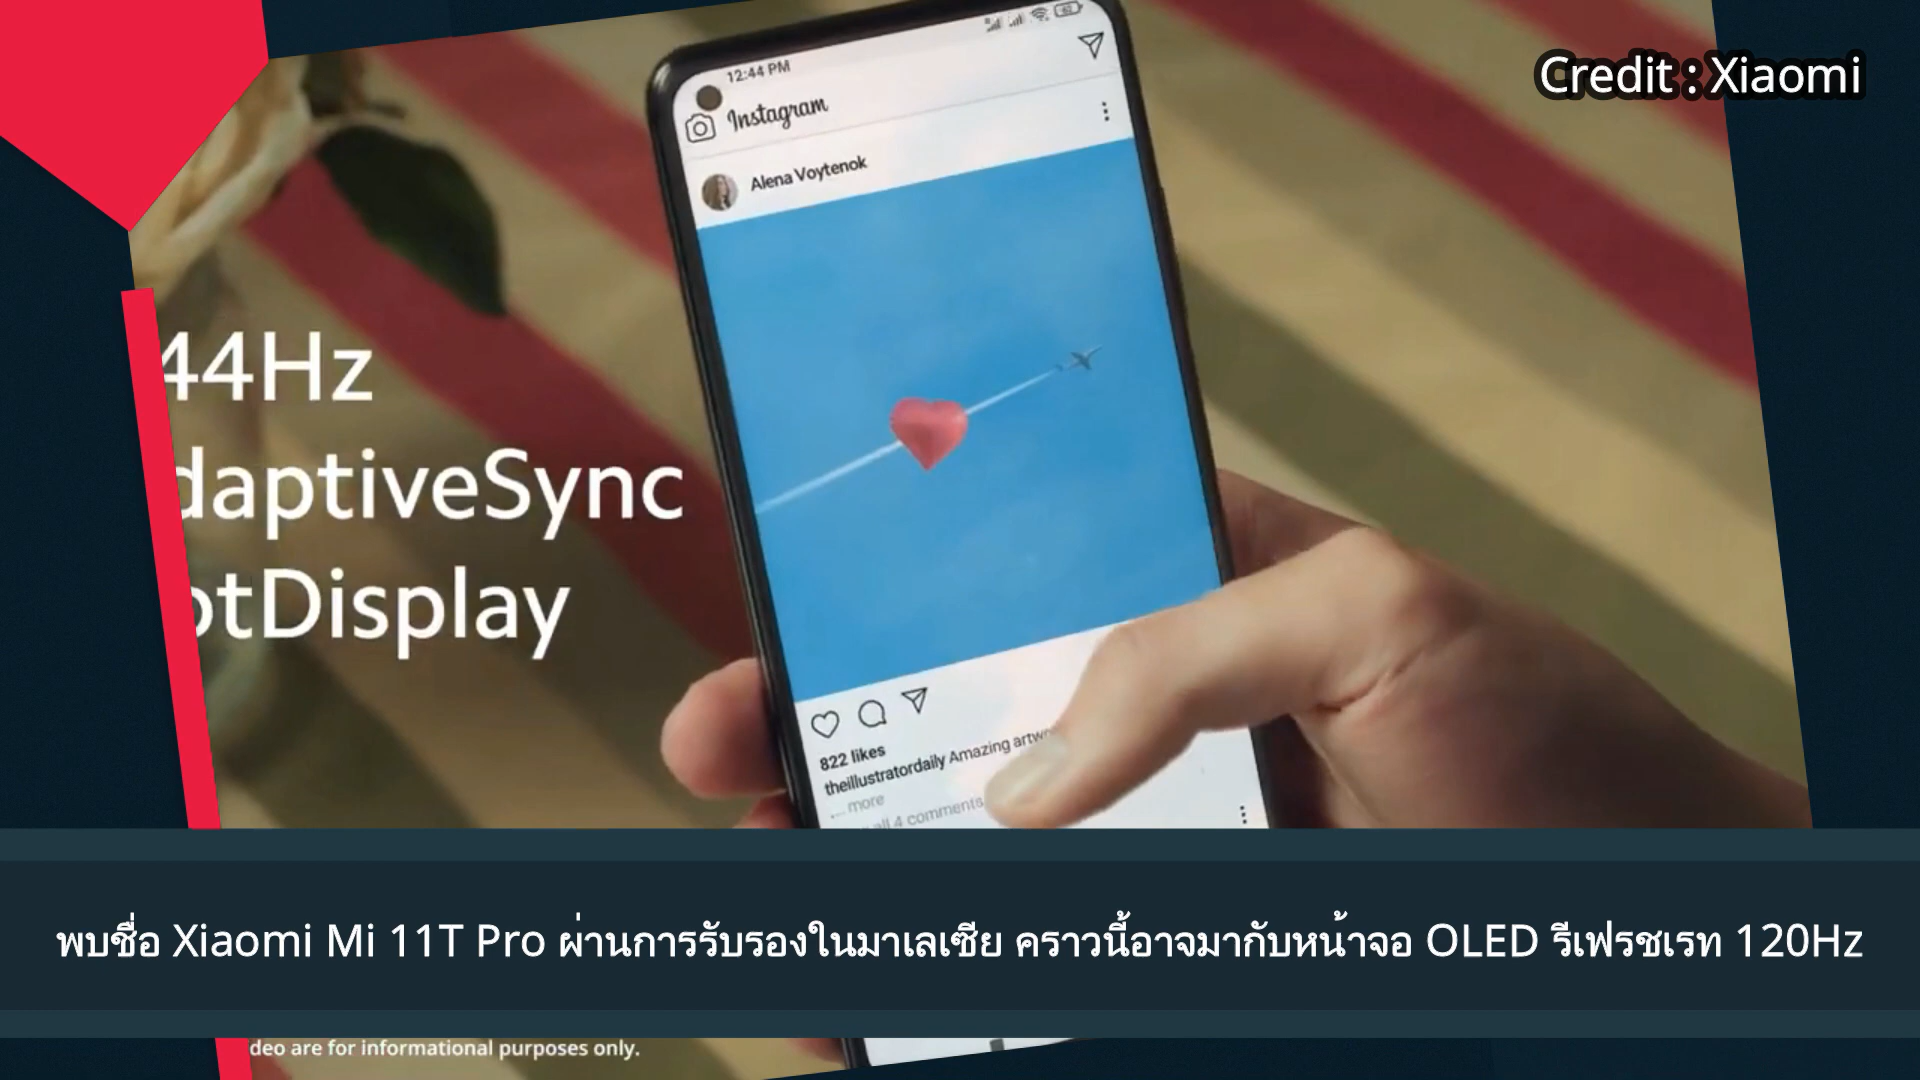 Credit : Xiaomi
12:44 PM
Instagram
Alena Voytenok
44Hz
daptiveSync
otDisplay
822 likes
theillustratordaily Amazing artwo
... more
all 4 comments
พบชื่อ Xiaomi Mi 11T Pro ผ่านการรับรองในมาเลเซีย คราวนี้อาจมากับหน้าจอ OLED รีเฟรชเรท 120Hz
deo are for informational purposes only.